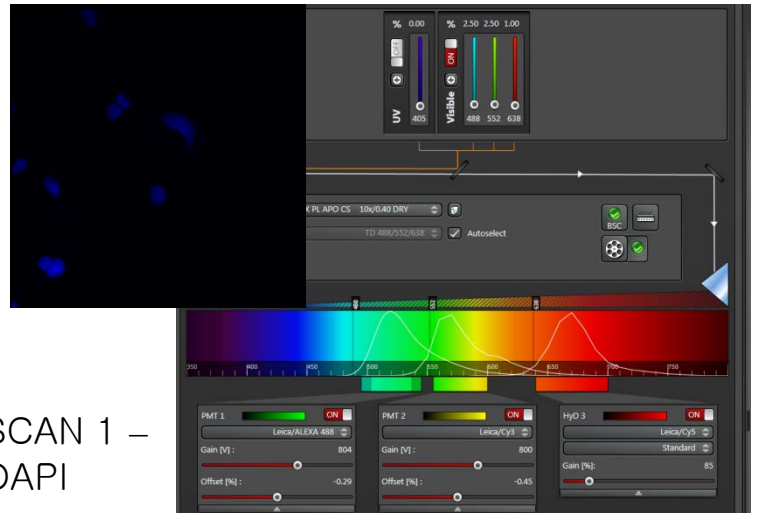 % 0.00 % 2.50 2.50 1.00
OFF ON
UV Visible
405 488 552 638
X PL APO CS 10x/0.40 DRY
TD 488/552/638 Autoselect
BSC
488 552 638
350 400 450 500 550 600 650 700 750
SCAN 1 –
DAPI
PMT 1 ON PMT 2 ON HyD 3 ON
Leica/ALEXA 488 Leica/Cy3 Leica/Cy5
Gain [V] : 804 Gain [V] : 800 Standard
Gain [%]: 85
Offset [%] : -0.29 Offset [%] : -0.45